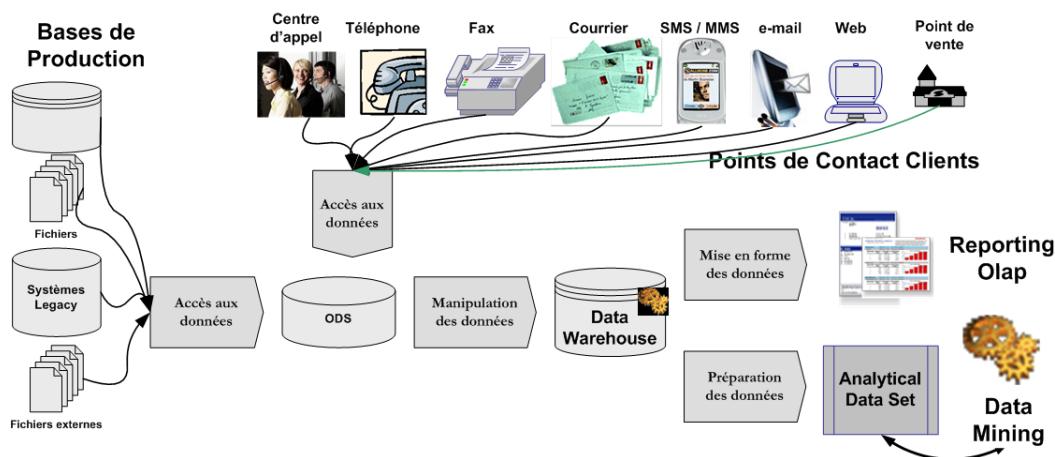 Bases de
Production
Centre
d'appel
Téléphone
Fax
Courrier
SMS / MMS
e-mail
Web
Point de
vente
Points de Contact Clients
Fichiers
Systèmes
Legacy
Fichiers externes
Accès aux
données
Accès aux
données
ODS
Manipulation
des données
Data
Warehouse
Mise en forme
des données
Reporting
Olap
Préparation
des données
Analytical
Data Set
Data
Mining